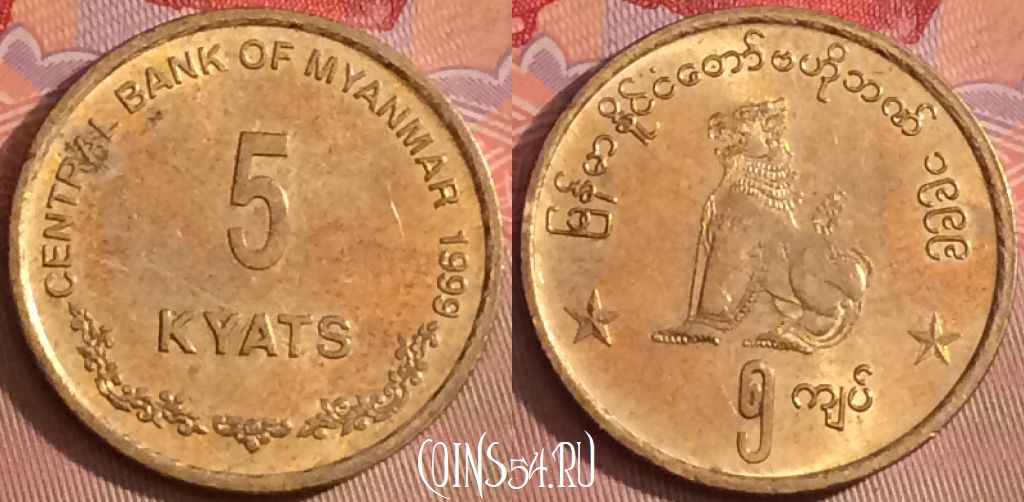 CENTRAL BANK OF MYANMAR 1999
5
KYATS
မြန်မာနိုင်ငံတော်ဗဟိုဘဏ် ၁၉၉၉
၅ ကျပ်
COINS54.RU